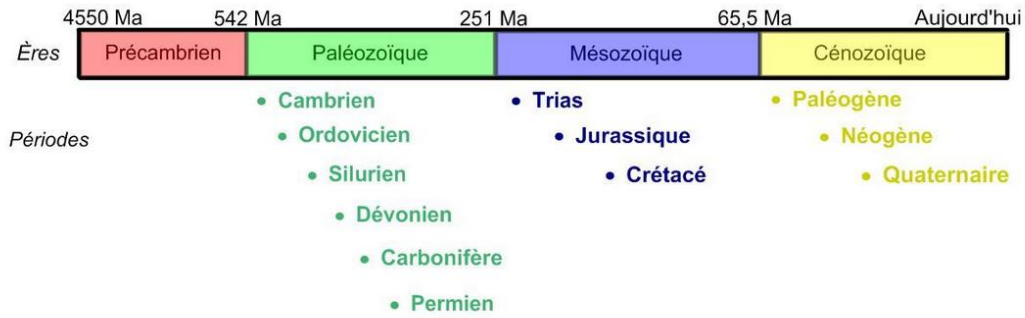 4550 Ma 542 Ma 251 Ma 65,5 Ma Aujourd'hui
Ères Précambrien Paléozoïque Mésozoïque Cénozoïque
• Cambrien • Trias • Paléogène
Périodes • Ordovicien • Jurassique • Néogène
• Silurien • Crétacé • Quaternaire
• Dévonien
• Carbonifère
• Permien